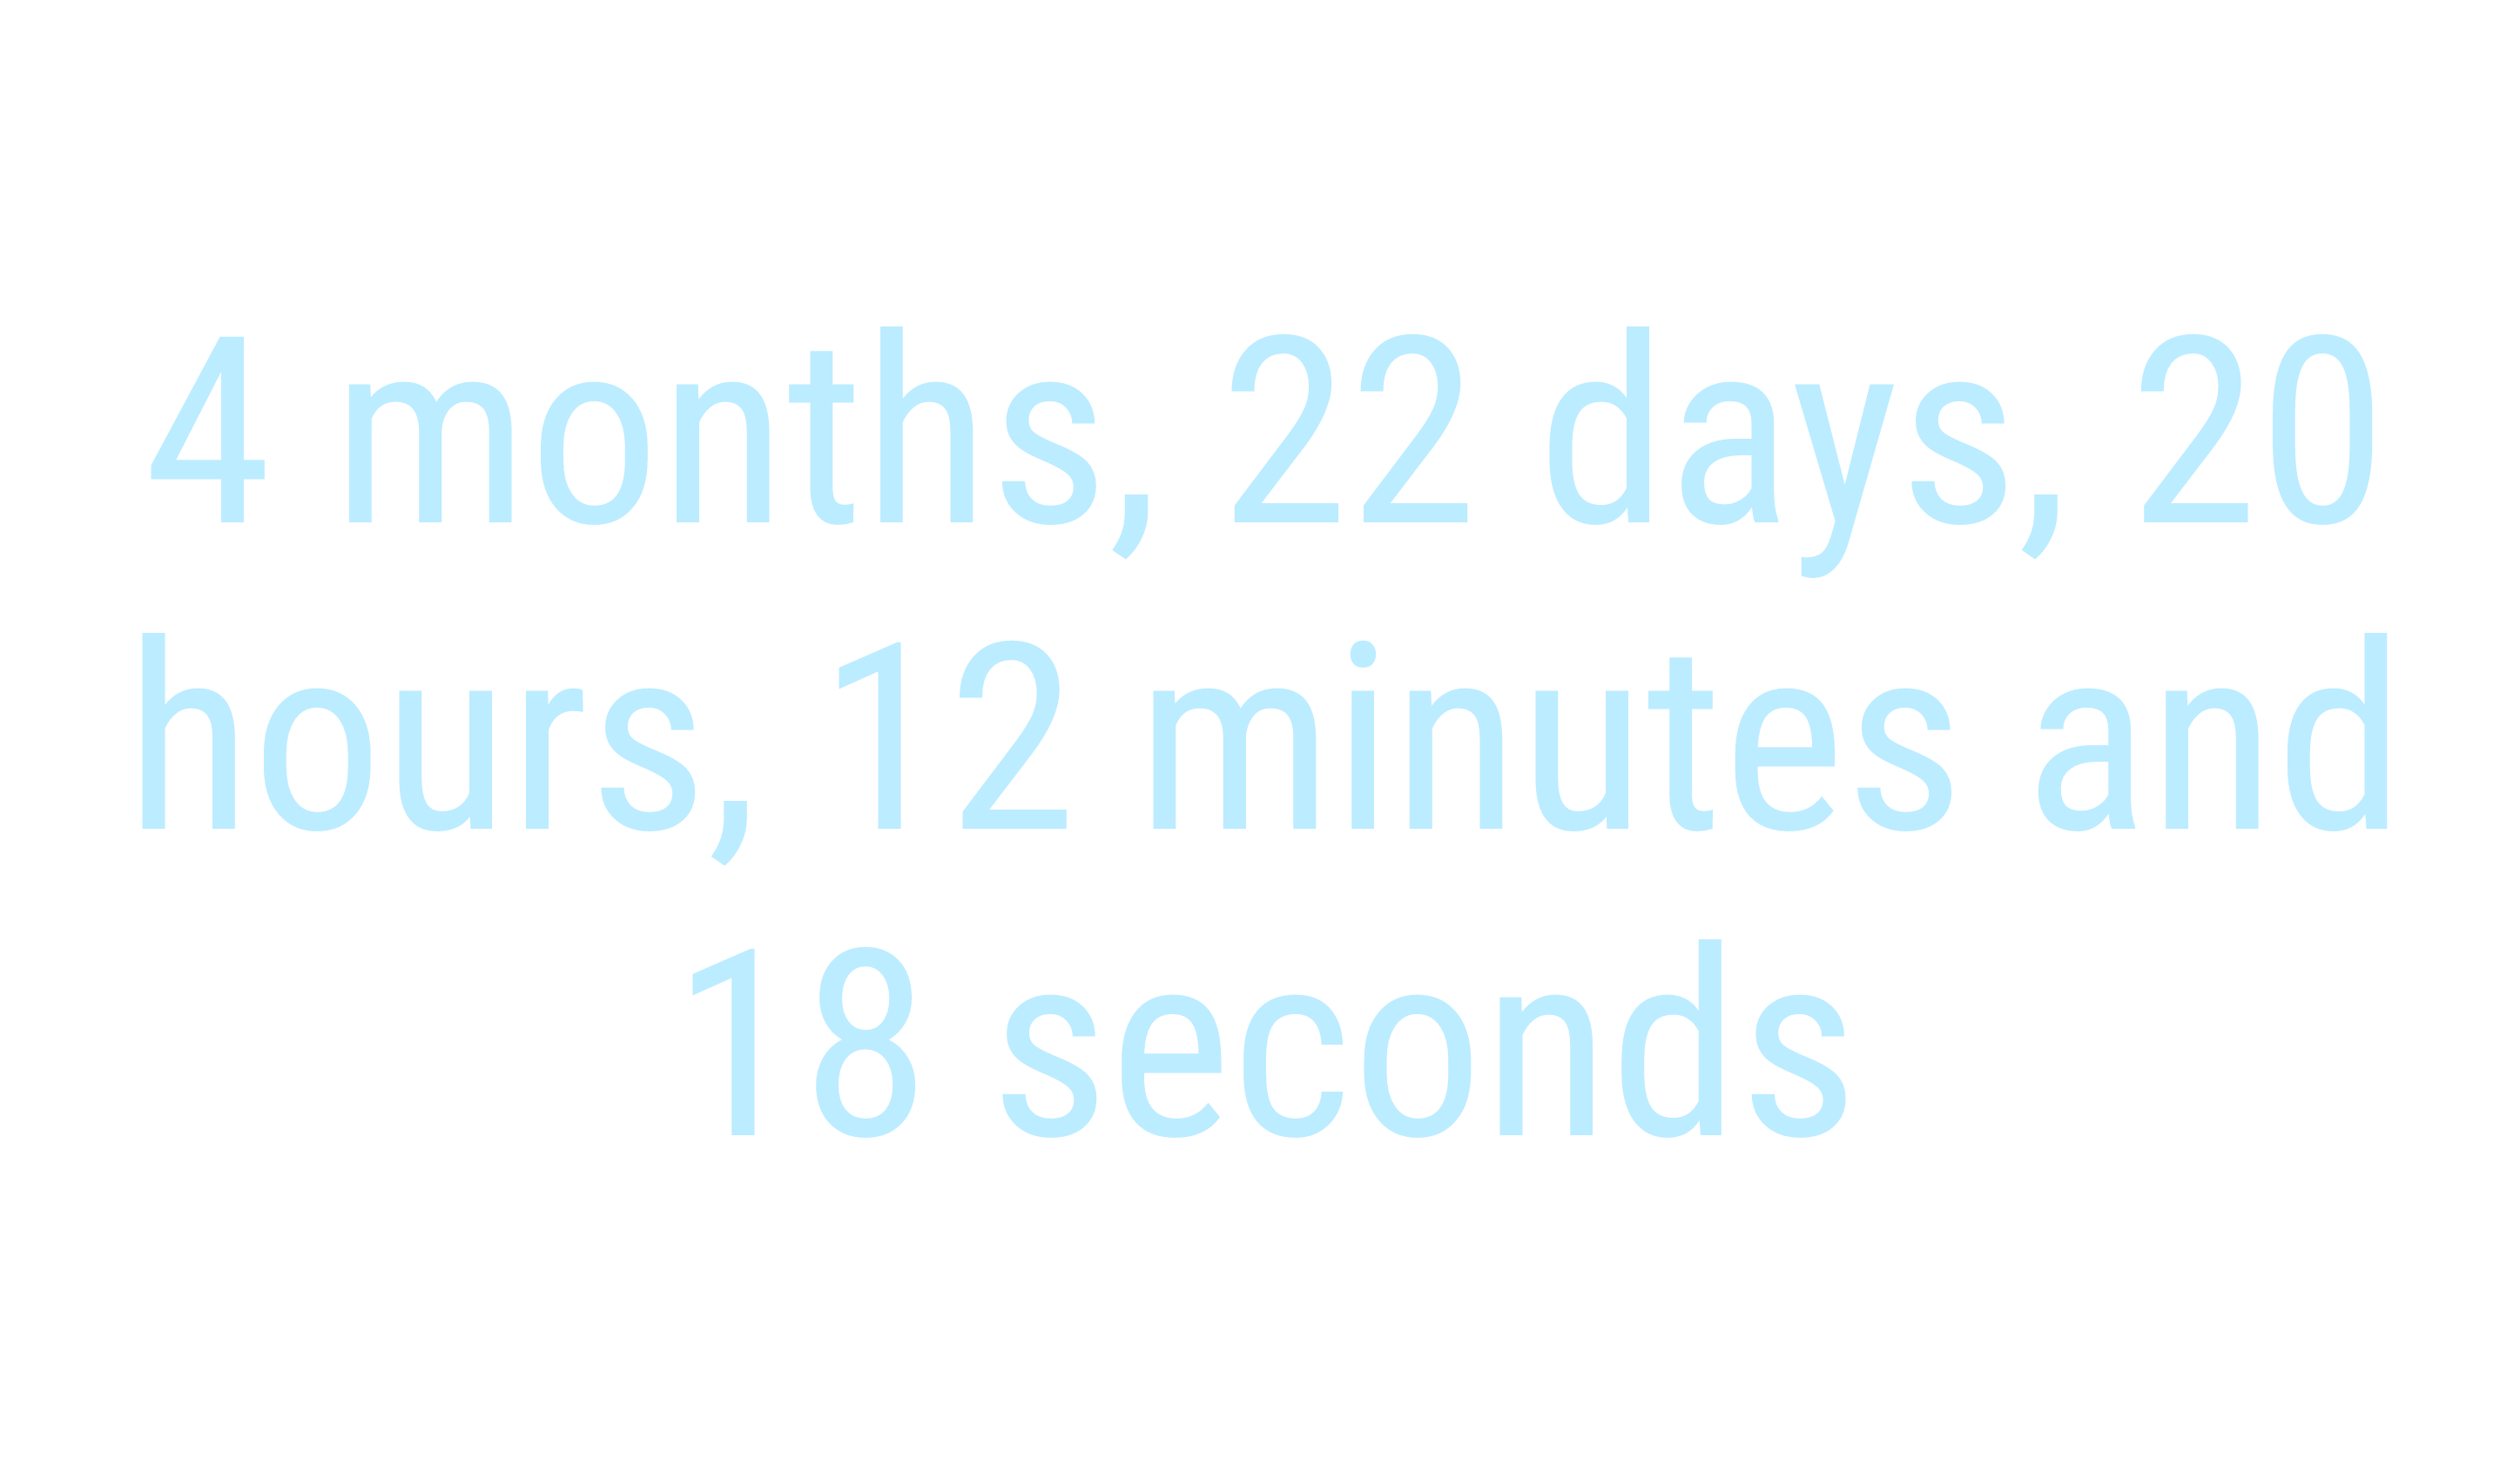 4 months, 22 days, 20
hours, 12 minutes and
18 seconds